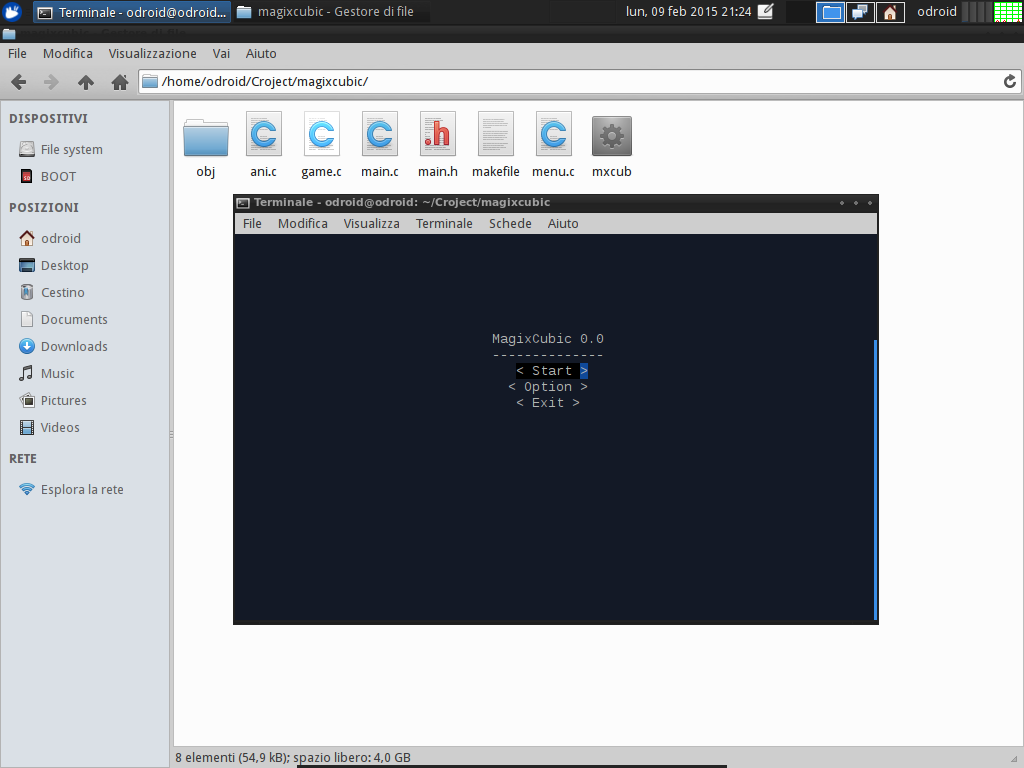 Terminale - odroid@odroid...
magixcubic - Gestore di file
lun, 09 feb 2015 21:24
odroid
File Modifica Visualizzazione Vai Aiuto
/home/odroid/Croject/magixcubic/
DISPOSITIVI
File system
BOOT
POSIZIONI
odroid
Desktop
Cestino
Documents
Downloads
Music
Pictures
Videos
RETE
Esplora la rete
obj ani.c game.c main.c main.h makefile menu.c mxcub
Terminale - odroid@odroid: ~/Croject/magixcubic
File Modifica Visualizza Terminale Schede Aiuto
MagixCubic 0.0
--------------
< Start >
< Option >
< Exit >
8 elementi (54,9 kB); spazio libero: 4,0 GB